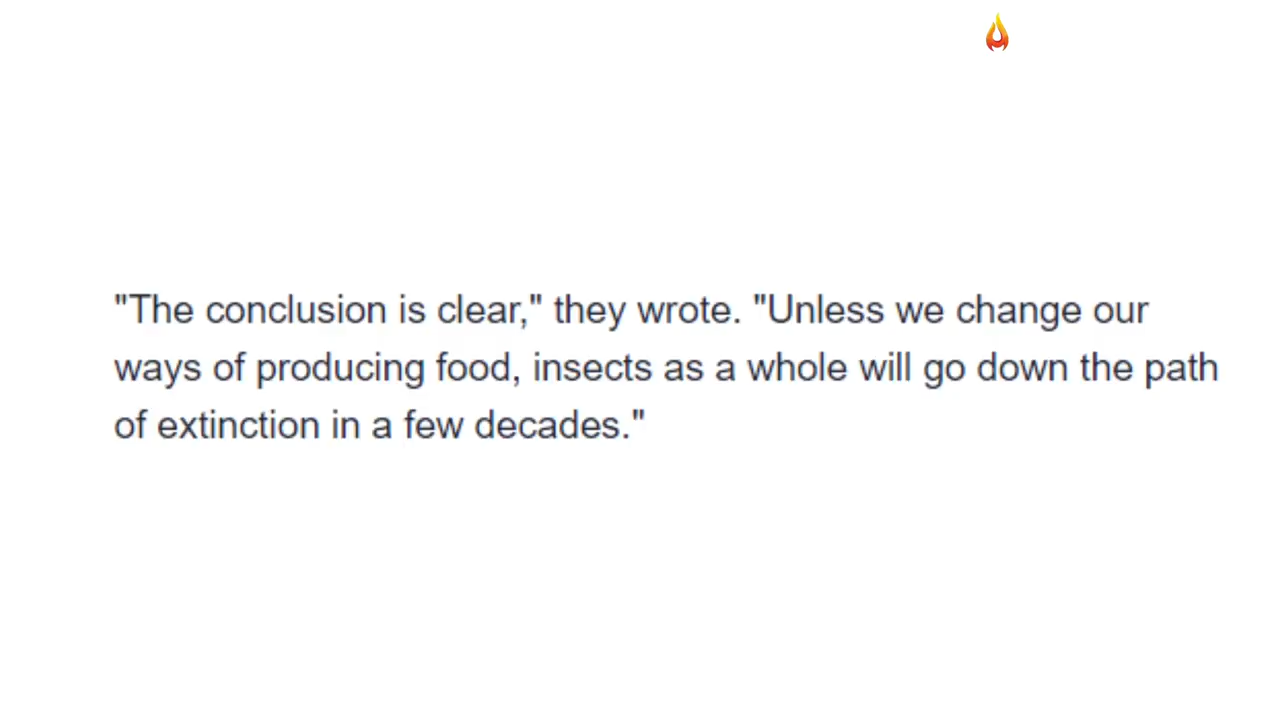 "The conclusion is clear," they wrote. "Unless we change our
ways of producing food, insects as a whole will go down the path
of extinction in a few decades."